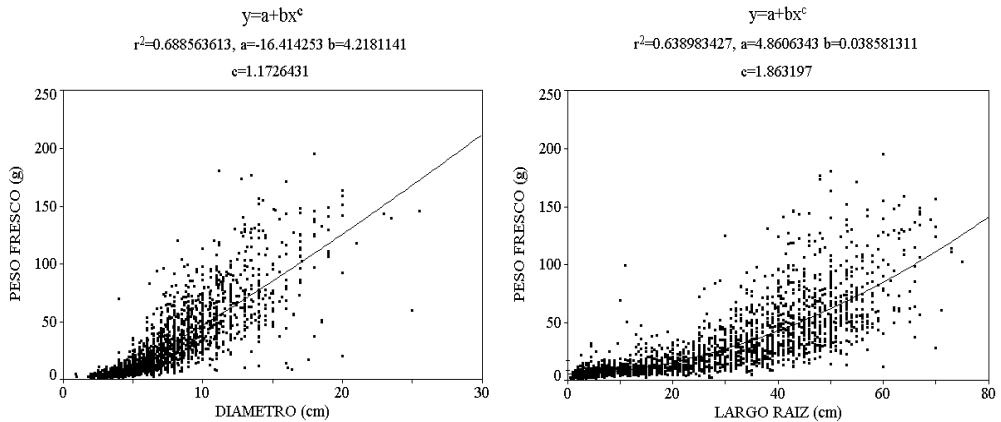 y=a+bx^c
r²=0.688563613, a=-16.414253 b=4.2181141
c=1.1726431
250
200
150
100
50
0
PESO FRESCO (g)
0
10
20
30
DIAMETRO (cm)
y=a+bx^c
r²=0.638983427, a=4.8606343 b=0.038581311
c=1.863197
250
200
150
100
50
0
PESO FRESCO (g)
0
20
40
60
80
LARGO RAIZ (cm)